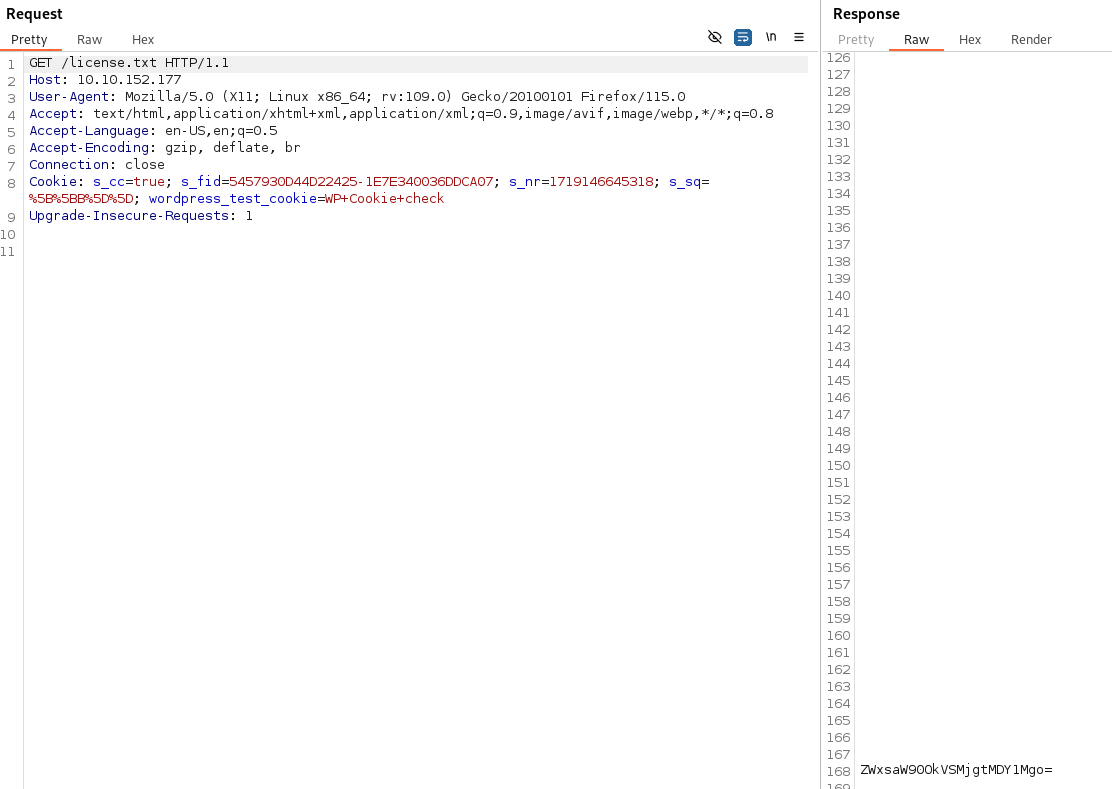 Request
Pretty Raw Hex
\n
1 GET /license.txt HTTP/1.1
2 Host: 10.10.152.177
3 User-Agent: Mozilla/5.0 (X11; Linux x86_64; rv:109.0) Gecko/20100101 Firefox/115.0
4 Accept: text/html,application/xhtml+xml,application/xml;q=0.9,image/avif,image/webp,*/*;q=0.8
5 Accept-Language: en-US,en;q=0.5
6 Accept-Encoding: gzip, deflate, br
7 Connection: close
8 Cookie: s_cc=true; s_fid=5457930D44D22425-1E7E340036DDCA07; s_nr=1719146645318; s_sq=
%5B%5BB%5D%5D; wordpress_test_cookie=WP+Cookie+check
9 Upgrade-Insecure-Requests: 1
10
11
Response
Pretty Raw Hex Render
126
127
128
129
130
131
132
133
134
135
136
137
138
139
140
141
142
143
144
145
146
147
148
149
150
151
152
153
154
155
156
157
158
159
160
161
162
163
164
165
166
167
168 ZWxsaW90OkVSMjgtMDY1Mgo=
169